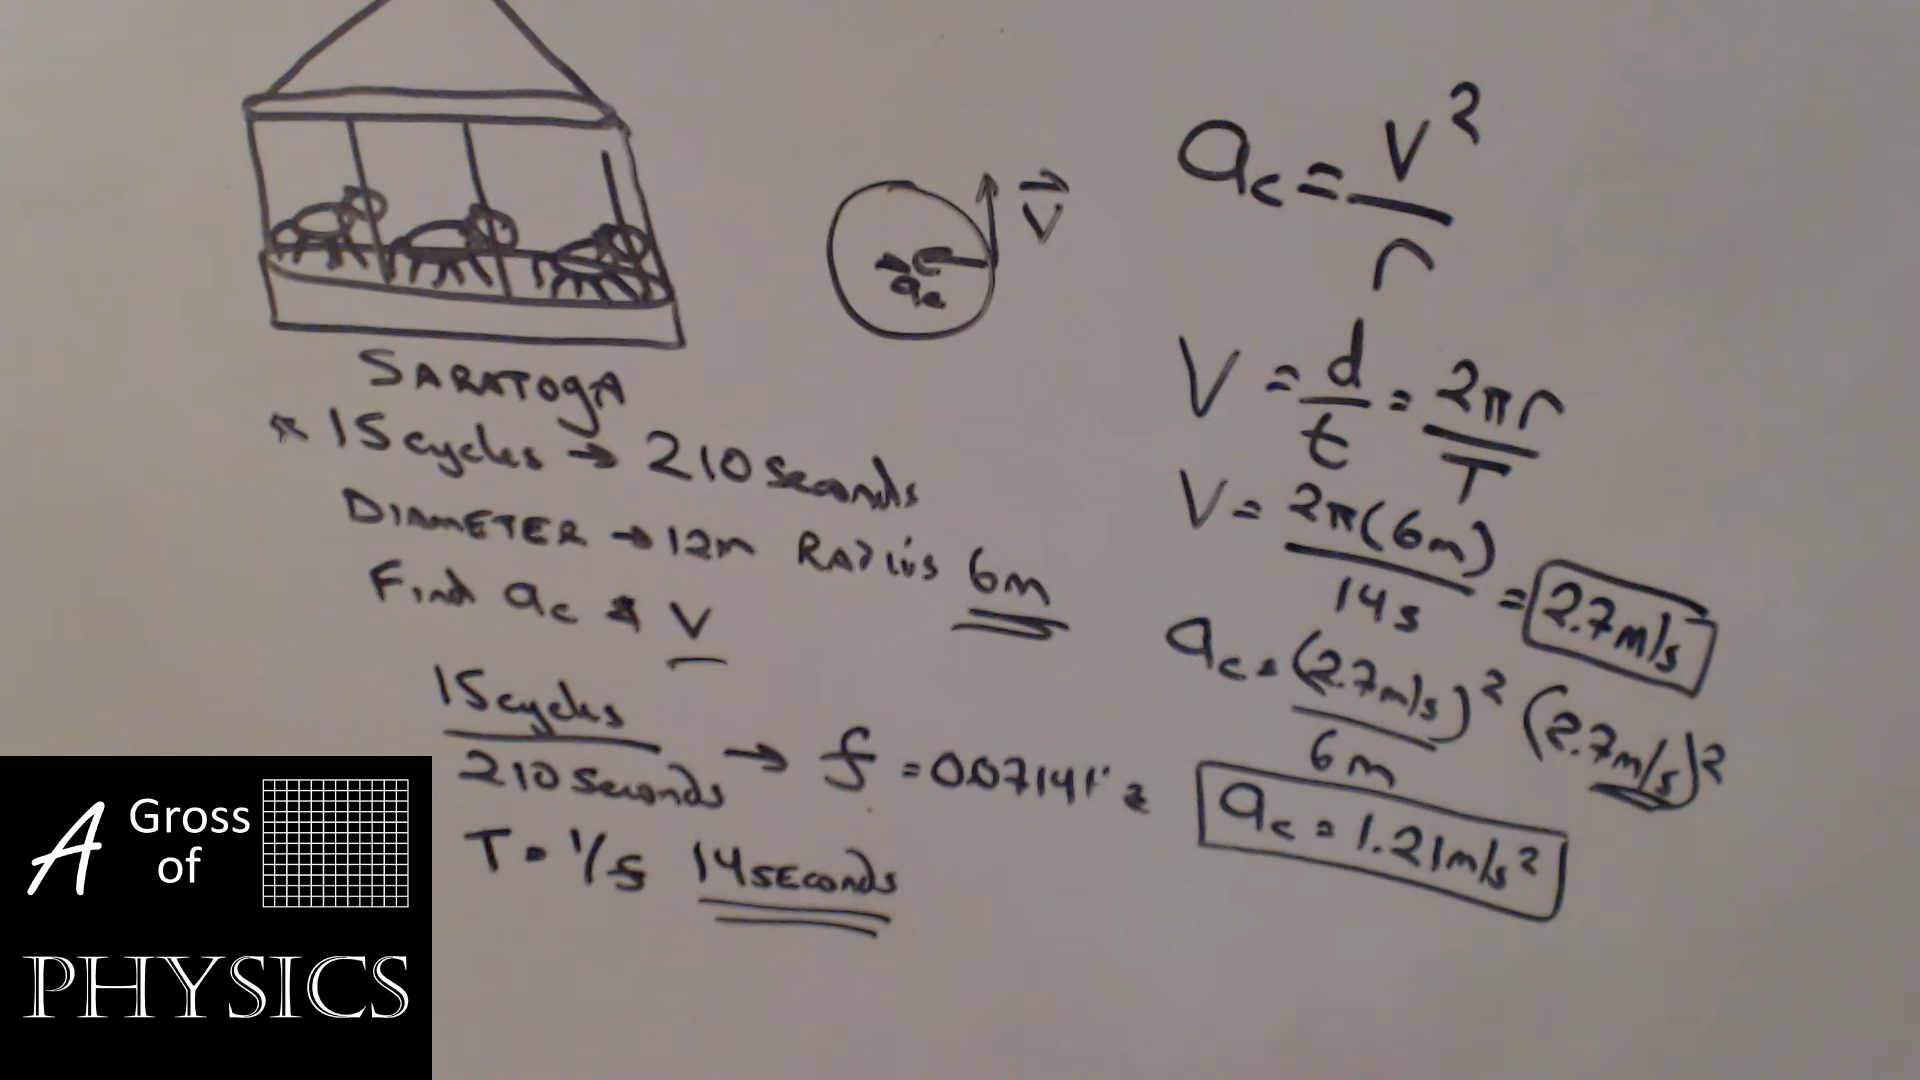 SARATOGA
* 15 cycles → 210 seconds
DIAMETER → 12m RADIUS 6m
Find ac & V
15 cycles
210 seconds
→ f = 0.0714
T = 1/f 14 SECONDS
V⃗
ac
ac = V²
r
V = d = 2πr
t T
V = 2π(6m)
14s
= 2.7m/s
ac = (2.7m/s)² (2.7m/s)²
6m
ac = 1.21m/s²
A Gross
of
PHYSICS